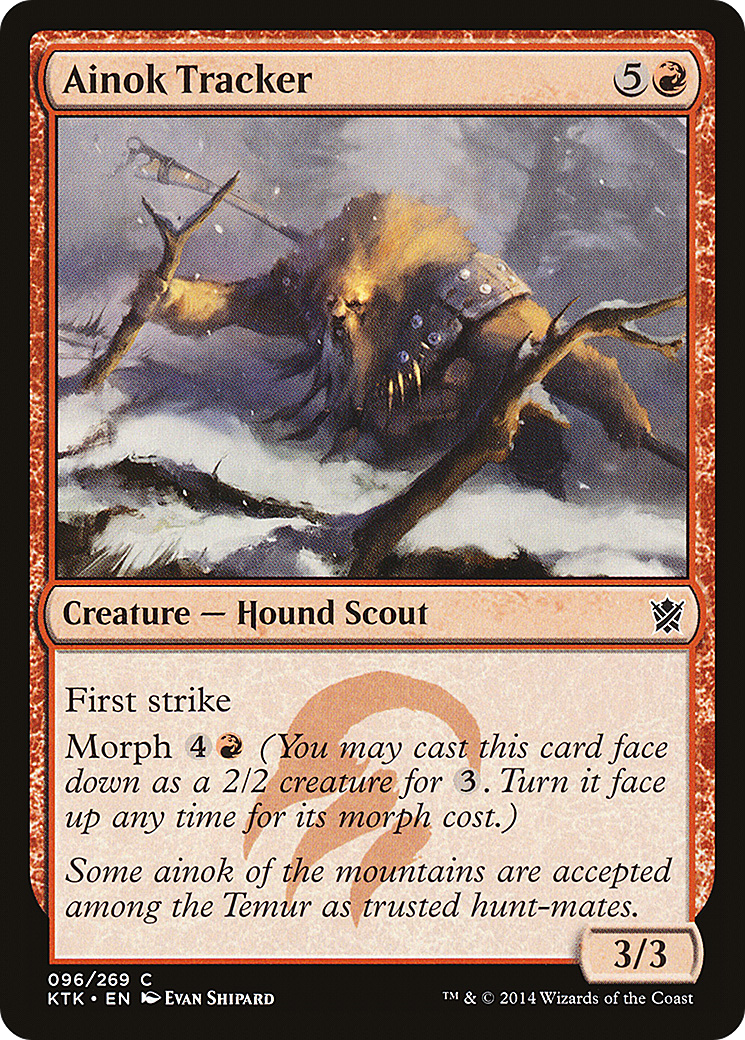 Ainok Tracker 5
Creature — Hound Scout
First strike
Morph 4 (You may cast this card face
down as a 2/2 creature for 3. Turn it face
up any time for its morph cost.)
Some ainok of the mountains are accepted
among the Temur as trusted hunt-mates.
3/3
096/269 C
KTK • EN Evan Shipard
™ & © 2014 Wizards of the Coast